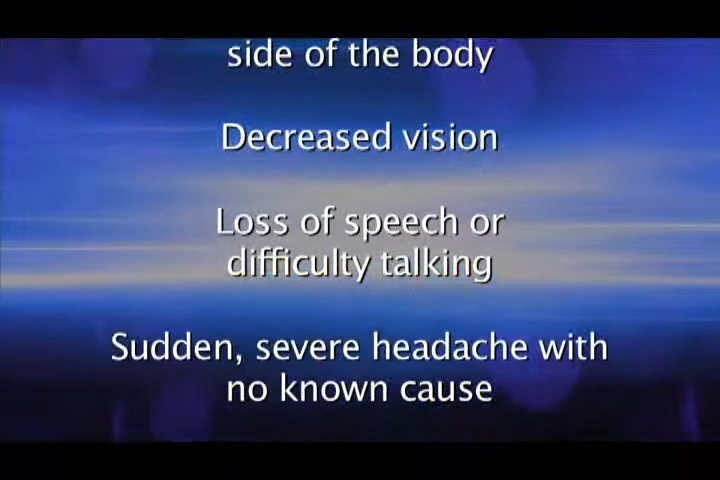 side of the body
Decreased vision
Loss of speech or
difficulty talking
Sudden, severe headache with
no known cause